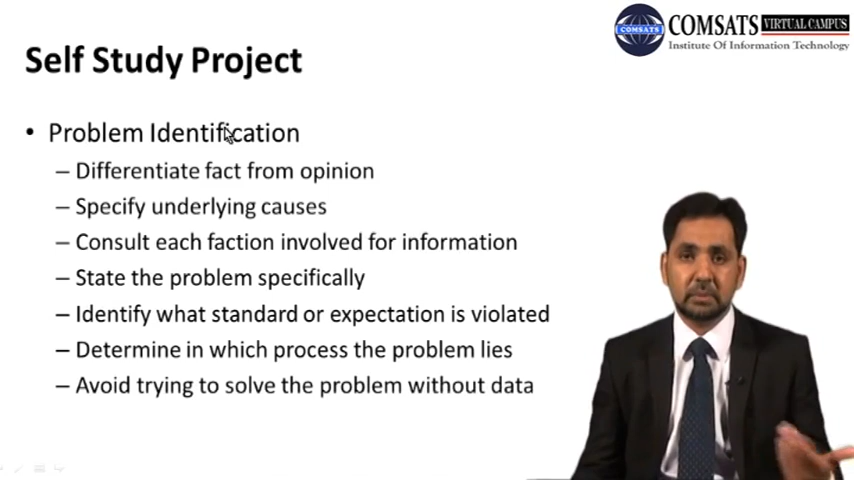 COMSATS VIRTUAL CAMPUS
COMSATS
Institute Of Information Technology
Self Study Project
• Problem Identification
– Differentiate fact from opinion
– Specify underlying causes
– Consult each faction involved for information
– State the problem specifically
– Identify what standard or expectation is violated
– Determine in which process the problem lies
– Avoid trying to solve the problem without data